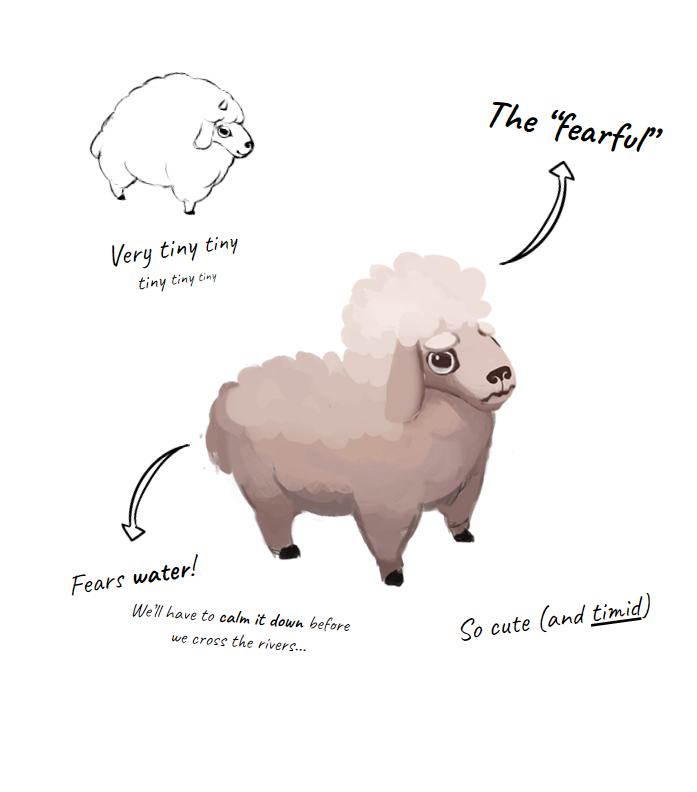 The “fearful”
Very tiny tiny
tiny tiny tiny
Fears water!
We'll have to calm it down before
we cross the rivers...
So cute (and timid)